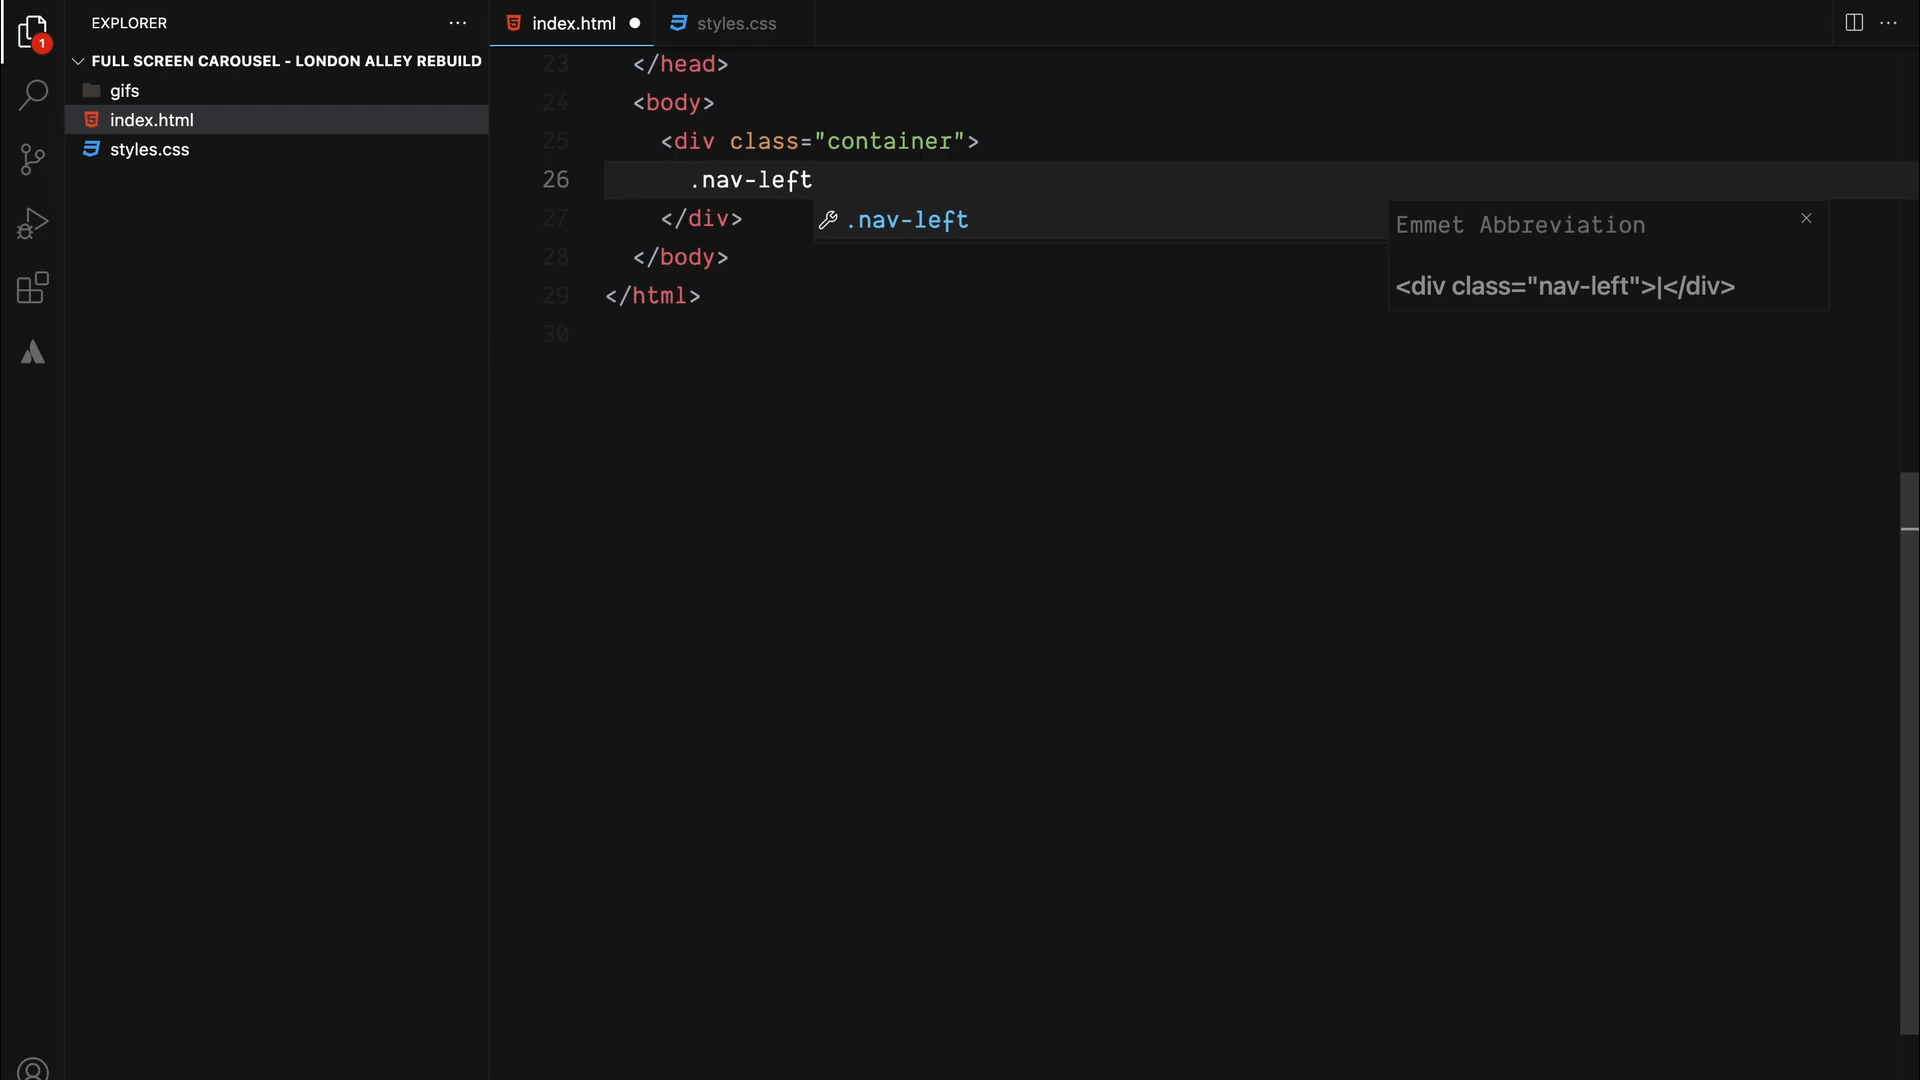 EXPLORER
1
FULL SCREEN CAROUSEL - LONDON ALLEY REBUILD
gifs
index.html
styles.css
index.html
styles.css
23 </head>
24 <body>
25 <div class="container">
26 .nav-left
27 </div>
28 </body>
29 </html>
30
.nav-left
Emmet Abbreviation
<div class="nav-left">|</div>